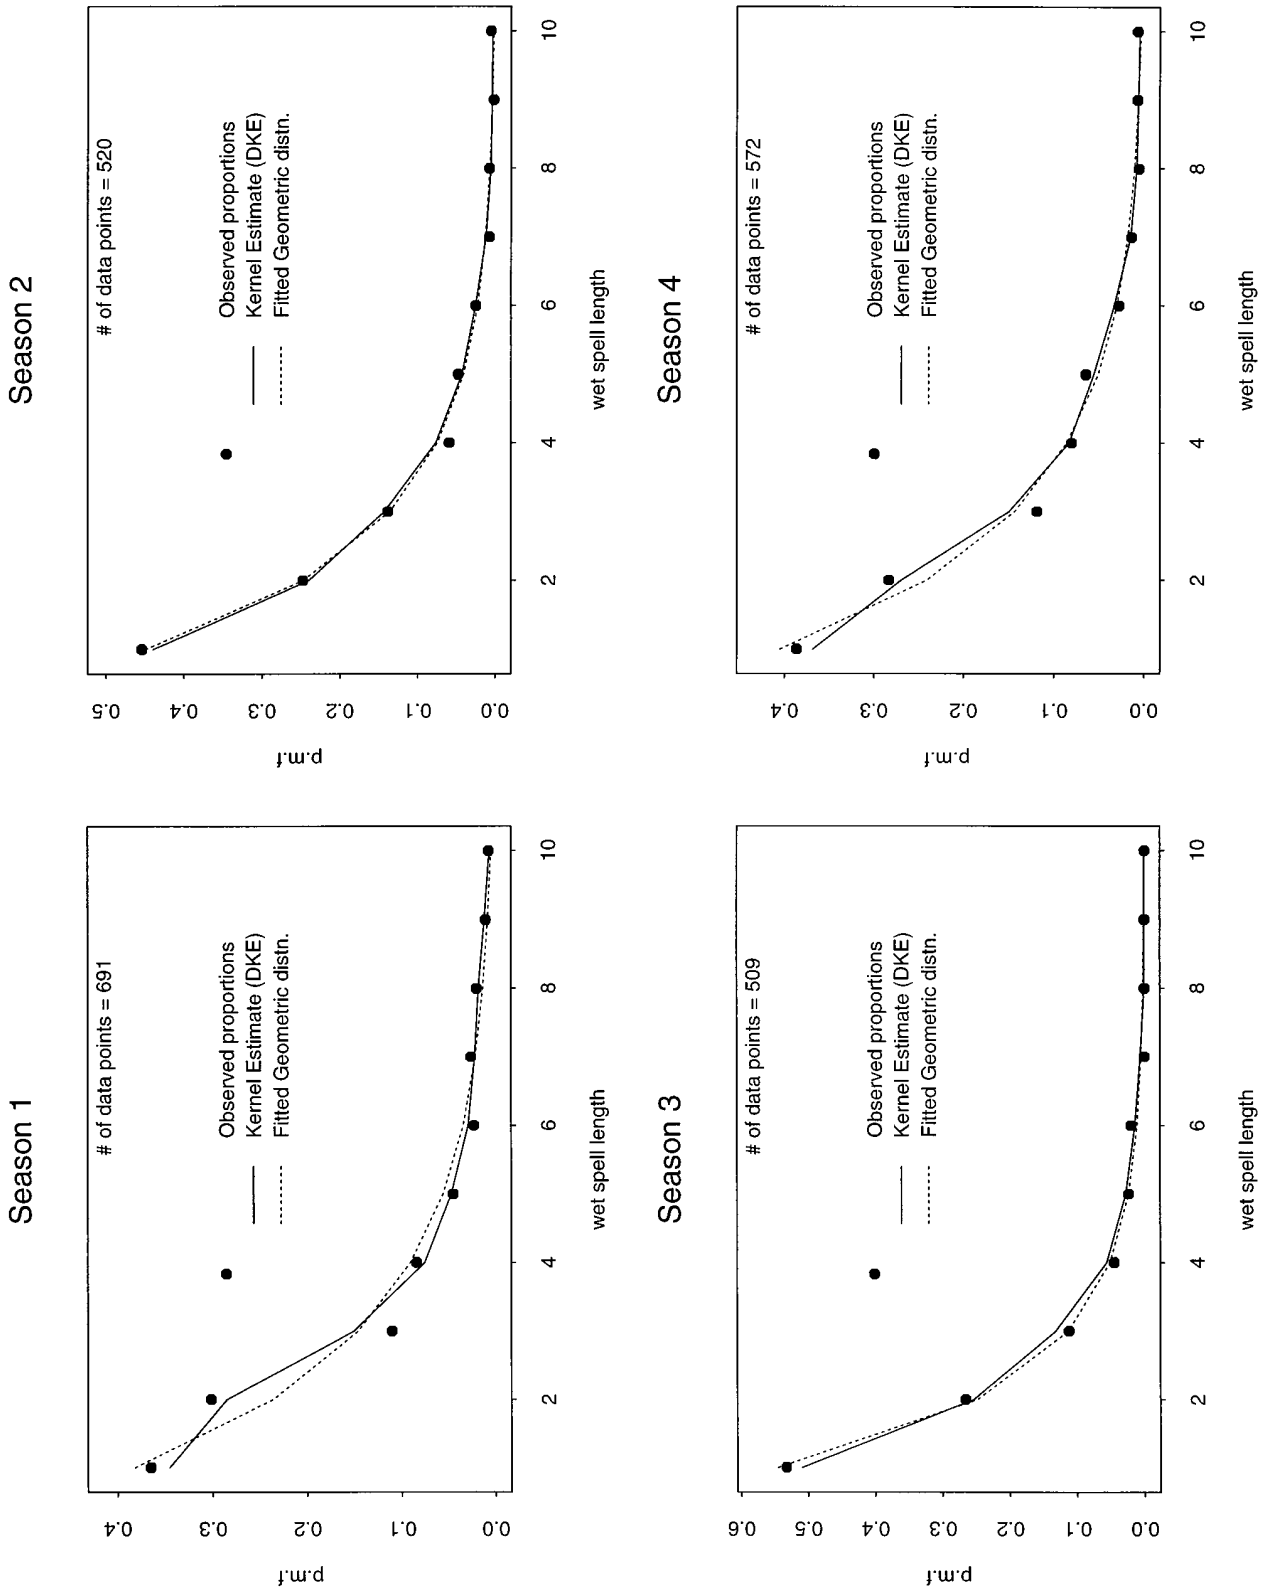 Season 1
# of data points = 691
Observed proportions
Kernel Estimate (DKE)
Fitted Geometric distn.
p.m.f
0.4
0.3
0.2
0.1
0.0
2
4
6
8
10
wet spell length
Season 2
# of data points = 520
Observed proportions
Kernel Estimate (DKE)
Fitted Geometric distn.
p.m.f
0.5
0.4
0.3
0.2
0.1
0.0
2
4
6
8
10
wet spell length
Season 3
# of data points = 509
Observed proportions
Kernel Estimate (DKE)
Fitted Geometric distn.
p.m.f
0.6
0.5
0.4
0.3
0.2
0.1
0.0
2
4
6
8
10
wet spell length
Season 4
# of data points = 572
Observed proportions
Kernel Estimate (DKE)
Fitted Geometric distn.
p.m.f
0.4
0.3
0.2
0.1
0.0
2
4
6
8
10
wet spell length